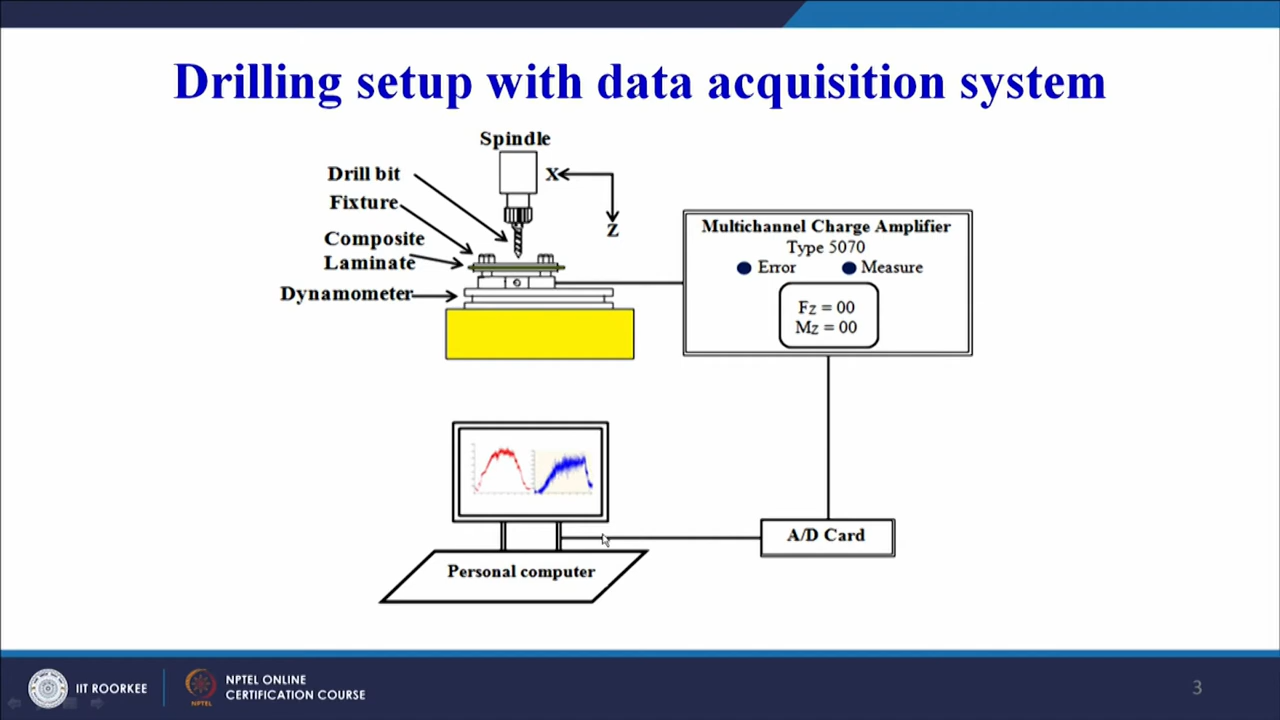 Drilling setup with data acquisition system
Spindle
Drill bit
X
Fixture
Z
Composite
Laminate
Dynamometer
Multichannel Charge Amplifier
Type 5070
Error Measure
Fz = 00
Mz = 00
A/D Card
Personal computer
IIT ROORKEE
NPTEL
NPTEL ONLINE
CERTIFICATION COURSE
3